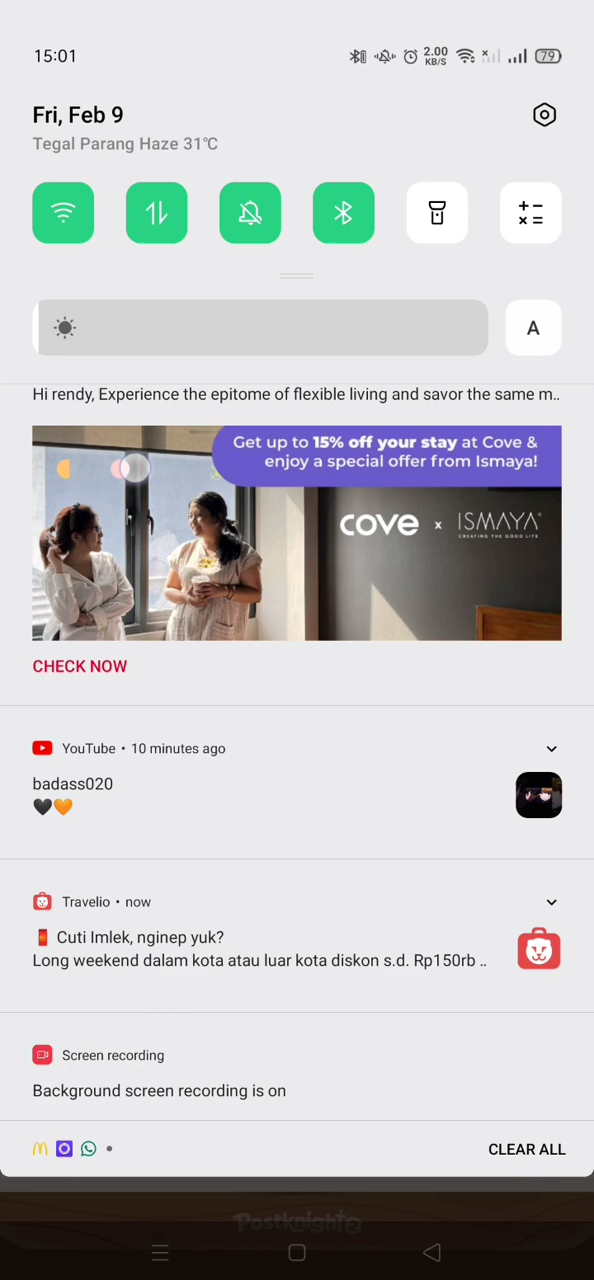 15:01
2.00
KB/S
79
Fri, Feb 9
Tegal Parang Haze 31°C
A
Hi rendy, Experience the epitome of flexible living and savor the same m..
Get up to 15% off your stay at Cove &
enjoy a special offer from Ismaya!
cove x ISMAYA
CREATING THE GOOD LIFE
CHECK NOW
YouTube • 10 minutes ago
badass020
🖤🧡
Travelio • now
🧧 Cuti Imlek, nginep yuk?
Long weekend dalam kota atau luar kota diskon s.d. Rp150rb ..
Screen recording
Background screen recording is on
CLEAR ALL
Postknight2